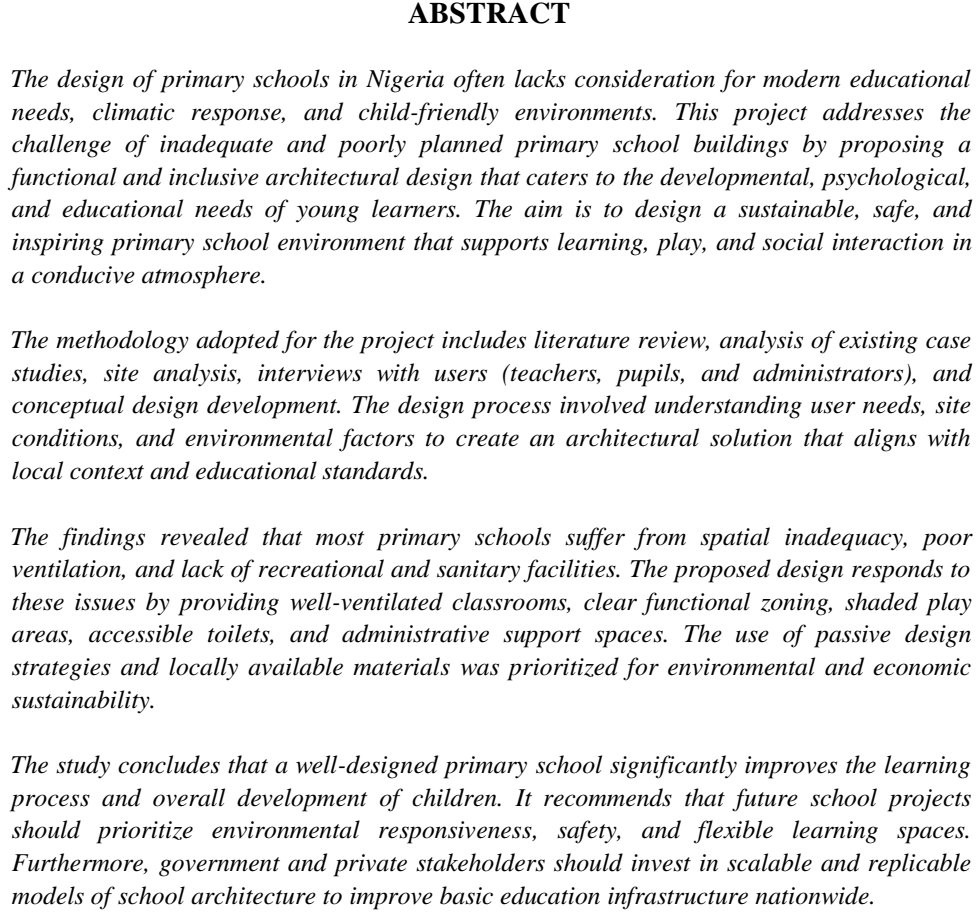 ABSTRACT
The design of primary schools in Nigeria often lacks consideration for modern educational
needs, climatic response, and child-friendly environments. This project addresses the
challenge of inadequate and poorly planned primary school buildings by proposing a
functional and inclusive architectural design that caters to the developmental, psychological,
and educational needs of young learners. The aim is to design a sustainable, safe, and
inspiring primary school environment that supports learning, play, and social interaction in
a conducive atmosphere.
The methodology adopted for the project includes literature review, analysis of existing case
studies, site analysis, interviews with users (teachers, pupils, and administrators), and
conceptual design development. The design process involved understanding user needs, site
conditions, and environmental factors to create an architectural solution that aligns with
local context and educational standards.
The findings revealed that most primary schools suffer from spatial inadequacy, poor
ventilation, and lack of recreational and sanitary facilities. The proposed design responds to
these issues by providing well-ventilated classrooms, clear functional zoning, shaded play
areas, accessible toilets, and administrative support spaces. The use of passive design
strategies and locally available materials was prioritized for environmental and economic
sustainability.
The study concludes that a well-designed primary school significantly improves the learning
process and overall development of children. It recommends that future school projects
should prioritize environmental responsiveness, safety, and flexible learning spaces.
Furthermore, government and private stakeholders should invest in scalable and replicable
models of school architecture to improve basic education infrastructure nationwide.